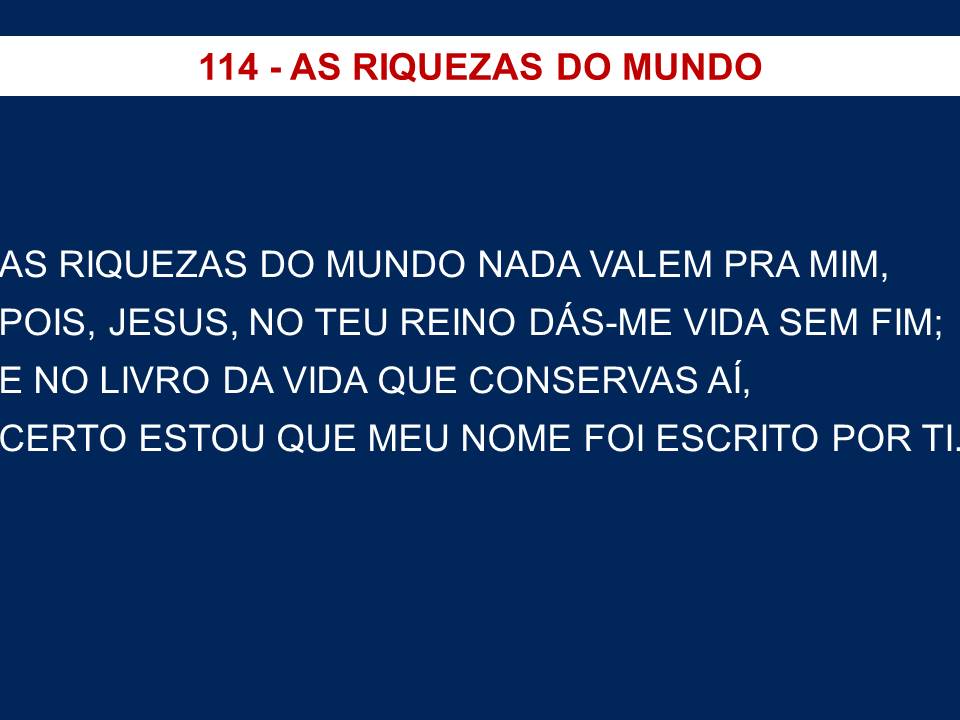 114 - AS RIQUEZAS DO MUNDO
AS RIQUEZAS DO MUNDO NADA VALEM PRA MIM,
POIS, JESUS, NO TEU REINO DÁS-ME VIDA SEM FIM;
E NO LIVRO DA VIDA QUE CONSERVAS AÍ,
CERTO ESTOU QUE MEU NOME FOI ESCRITO POR TI.